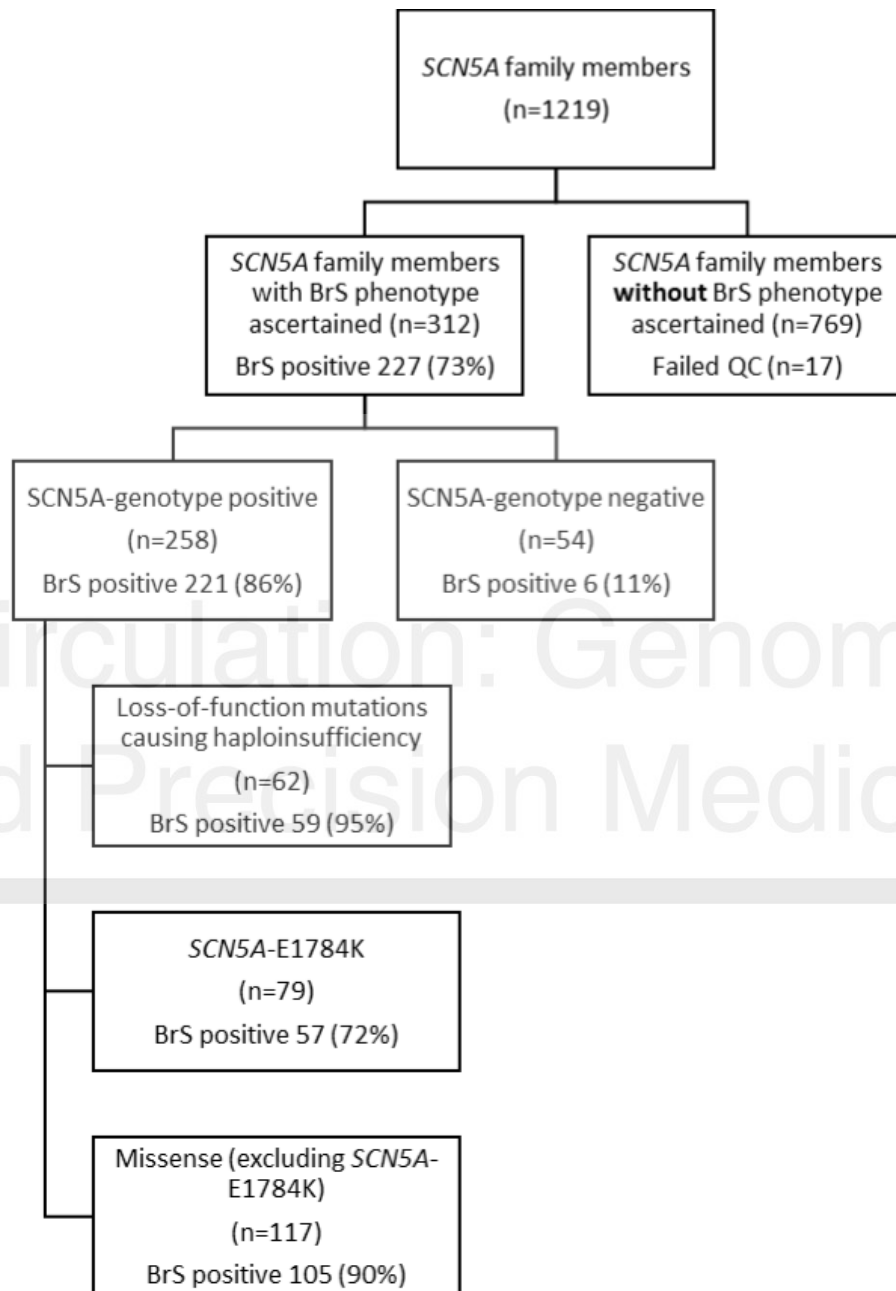 SCN5A family members
(n=1219)
SCN5A family members
with BrS phenotype
ascertained (n=312)
BrS positive 227 (73%)
SCN5A family members
without BrS phenotype
ascertained (n=769)
Failed QC (n=17)
SCN5A-genotype positive
(n=258)
BrS positive 221 (86%)
SCN5A-genotype negative
(n=54)
BrS positive 6 (11%)
irculation: Genom
Loss-of-function mutations
causing haploinsufficiency
(n=62)
BrS positive 59 (95%)
d Precision Medic
SCN5A-E1784K
(n=79)
BrS positive 57 (72%)
Missense (excluding SCN5A-
E1784K)
(n=117)
BrS positive 105 (90%)